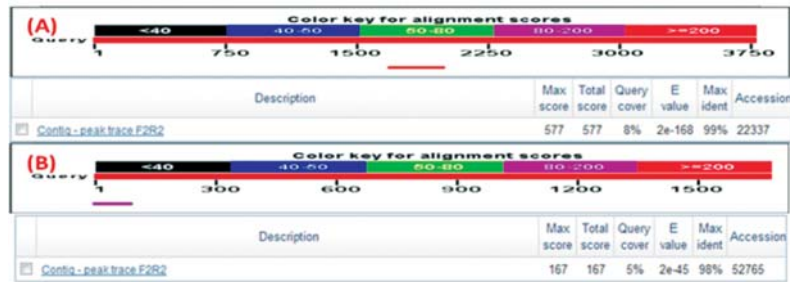 (A)
Color key for alignment scores
<40 40-50 50-80 80-200 >=200
Query
1 750 1500 2250 3000 3750
Description Max score Total score Query cover E value Max ident Accession
Contig - peak trace F2R2 577 577 8% 2e-168 99% 22337
(B)
Color key for alignment scores
<40 40-50 50-80 80-200 >=200
Query
1 300 600 900 1200 1500
Description Max score Total score Query cover E value Max ident Accession
Contig - peak trace F2R2 167 167 5% 2e-45 98% 52765